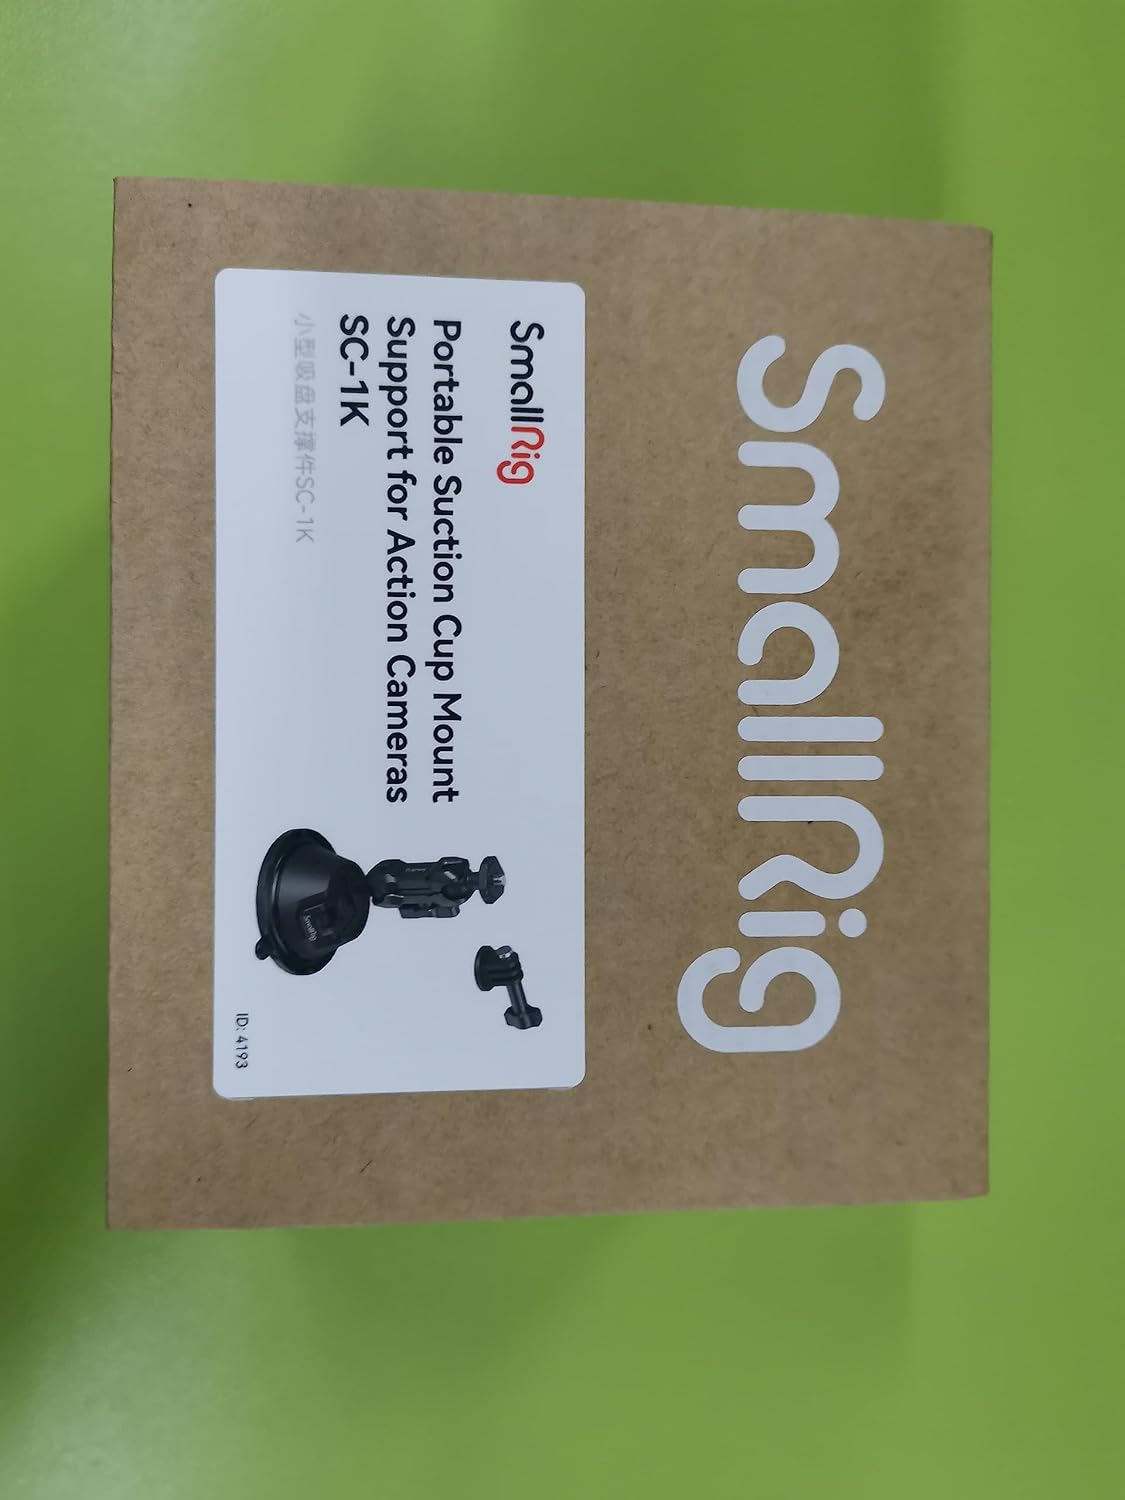 SmallRig
SmallRig
Portable Suction Cup Mount
Support for Action Cameras
SC-1K
小型吸盘支撑件SC-1K
SmallRig
ID: 4193